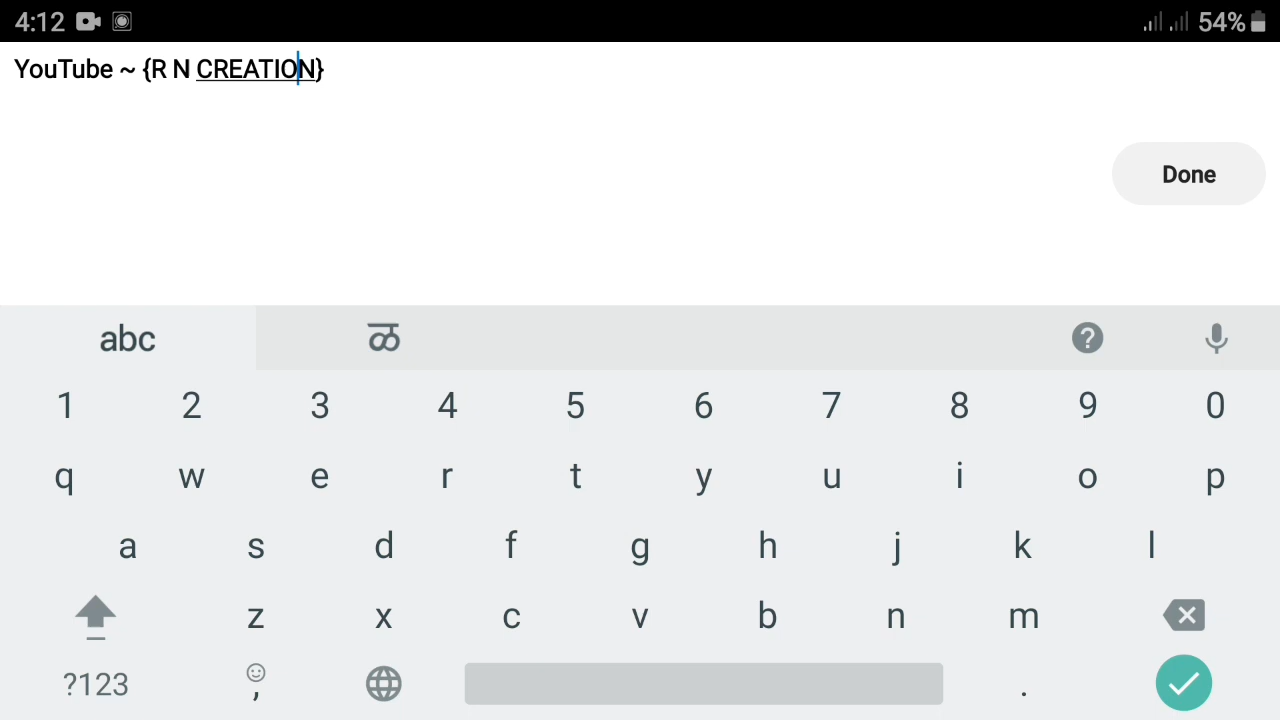 4:12 54%
YouTube ~ {R N CREATION}
Done
abc ळ ?
1 2 3 4 5 6 7 8 9 0
q w e r t y u i o p
a s d f g h j k l
z x c v b n m
?123 , .